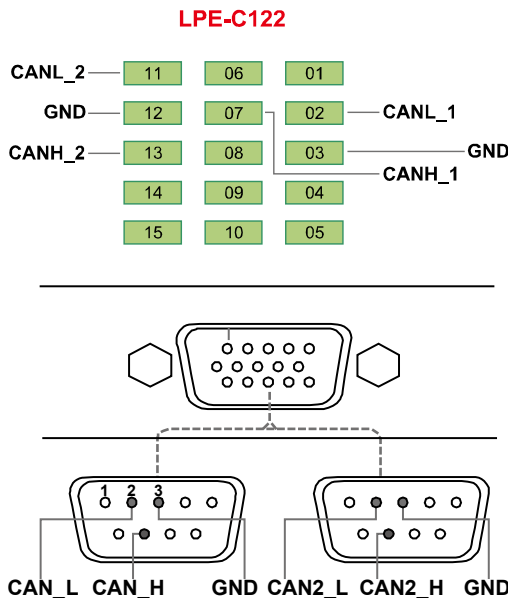 LPE-C122
CANL_2 11 06 01
GND 12 07 02 CANL_1
CANH_2 13 08 03 GND
CANH_1
14 09 04
15 10 05
1 2 3
CAN_L CAN_H GND CAN2_L CAN2_H GND